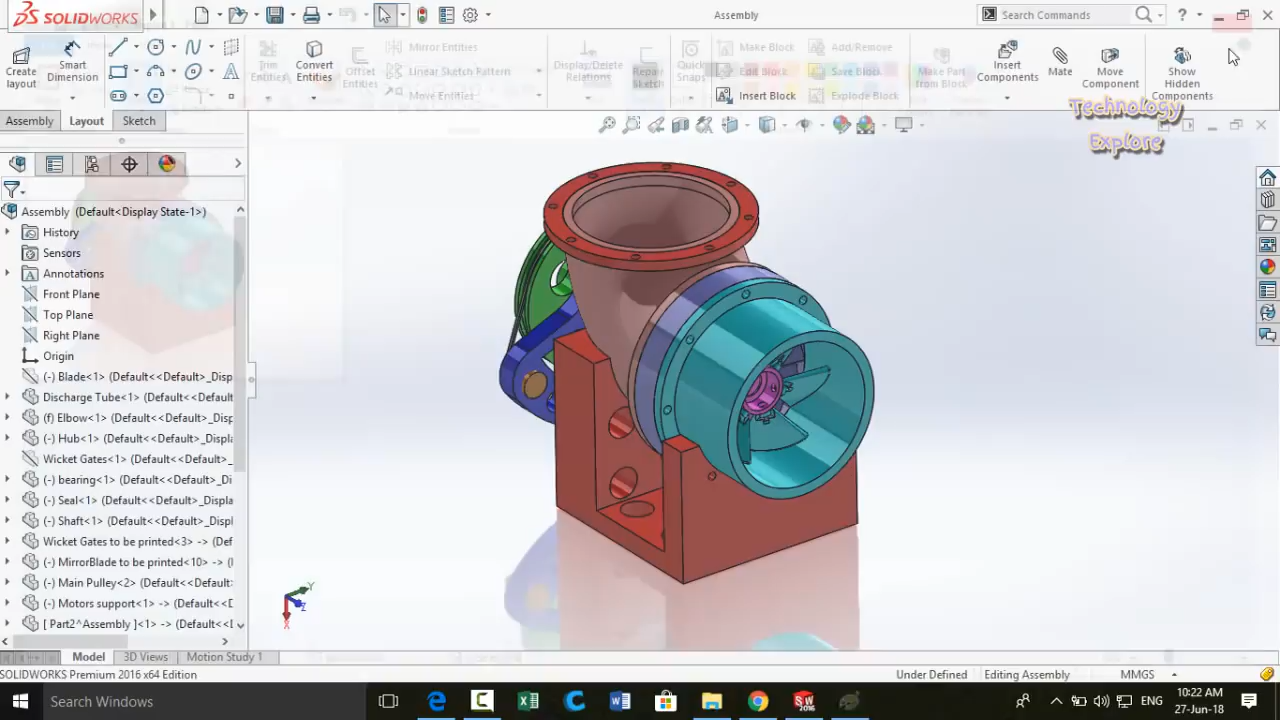 SOLIDWORKS
Assembly
Search Commands
Create layout
Smart Dimension
Trim Entities
Convert Entities
Offset Entities
Mirror Entities
Linear Sketch Pattern
Move Entities
Display/Delete Relations
Repair Sketch
Quick Snaps
Make Block
Edit Block
Insert Block
Add/Remove
Save Block
Explode Block
Make Part from Block
Insert Components
Mate
Move Component
Show Hidden Components
Technology
Explore
Assembly Layout Sketch
Assembly (Default<Display State-1>)
History
Sensors
Annotations
Front Plane
Top Plane
Right Plane
Origin
(-) Blade<1> (Default<<Default>_Disp
Discharge Tube<1> (Default<<Default
(f) Elbow<1> (Default<<Default>_Disp
(-) Hub<1> (Default<<Default>_Displa
Wicket Gates<1> (Default<<Default>_
(-) bearing<1> (Default<<Default>_Di
(-) Seal<1> (Default<<Default>_Displa
(-) Shaft<1> (Default<<Default>_Disp
Wicket Gates to be printed<3> -> (Def
(-) MirrorBlade to be printed<10> -> (
(-) Main Pulley<2> (Default<<Default>
(-) Motors support<1> -> (Default<<D
[ Part2^Assembly ]<1> -> (Default<<
Y
Z
X
Model 3D Views Motion Study 1
SOLIDWORKS Premium 2016 x64 Edition
Under Defined Editing Assembly MMGS
Search Windows
SW
2016
ENG
10:22 AM
27-Jun-18